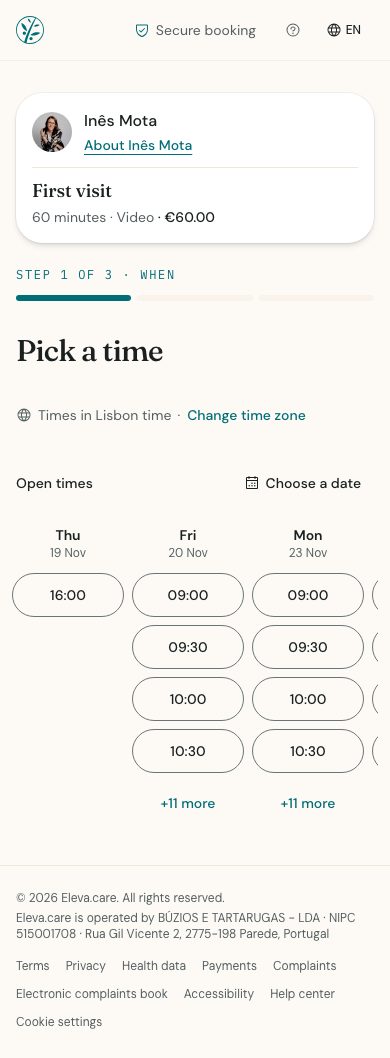 Secure booking
EN
Inês Mota
About Inês Mota
First visit
60 minutes · Video · €60.00
STEP 1 OF 3 · WHEN
Pick a time
Times in Lisbon time · Change time zone
Open times
Choose a date
Thu Fri Mon
19 Nov 20 Nov 23 Nov
16:00 09:00 09:00
09:30 09:30
10:00 10:00
10:30 10:30
+11 more +11 more
© 2026 Eleva.care. All rights reserved.
Eleva.care is operated by BÚZIOS E TARTARUGAS – LDA · NIPC
515001708 · Rua Gil Vicente 2, 2775-198 Parede, Portugal
Terms Privacy Health data Payments Complaints
Electronic complaints book Accessibility Help center
Cookie settings